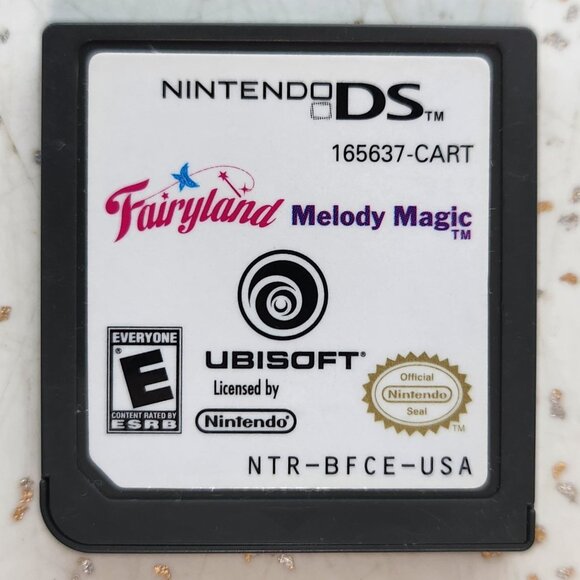 NINTENDO DS™
165637-CART
Fairyland Melody Magic™
UBISOFT®
EVERYONE
E
CONTENT RATED BY
ESRB
Licensed by
Nintendo®
Official
Nintendo
Seal
™
NTR-BFCE-USA